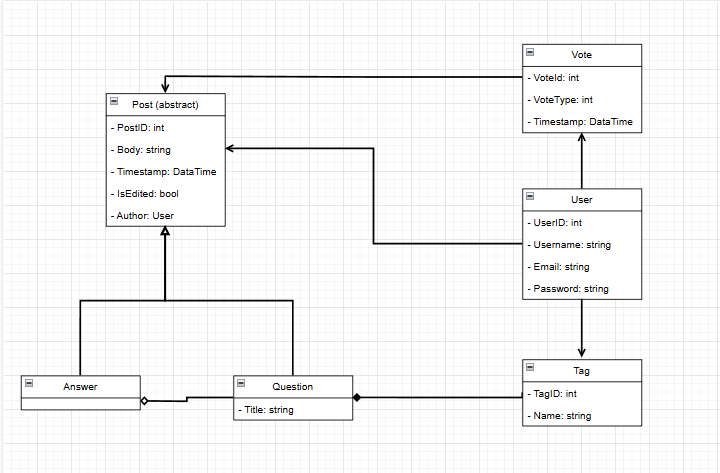 Vote
- VoteId: int
- VoteType: int
- Timestamp: DataTime
Post (abstract)
- PostID: int
- Body: string
- Timestamp: DataTime
- IsEdited: bool
- Author: User
User
- UserID: int
- Username: string
- Email: string
- Password: string
Answer
Question
- Title: string
Tag
- TagID: int
- Name: string